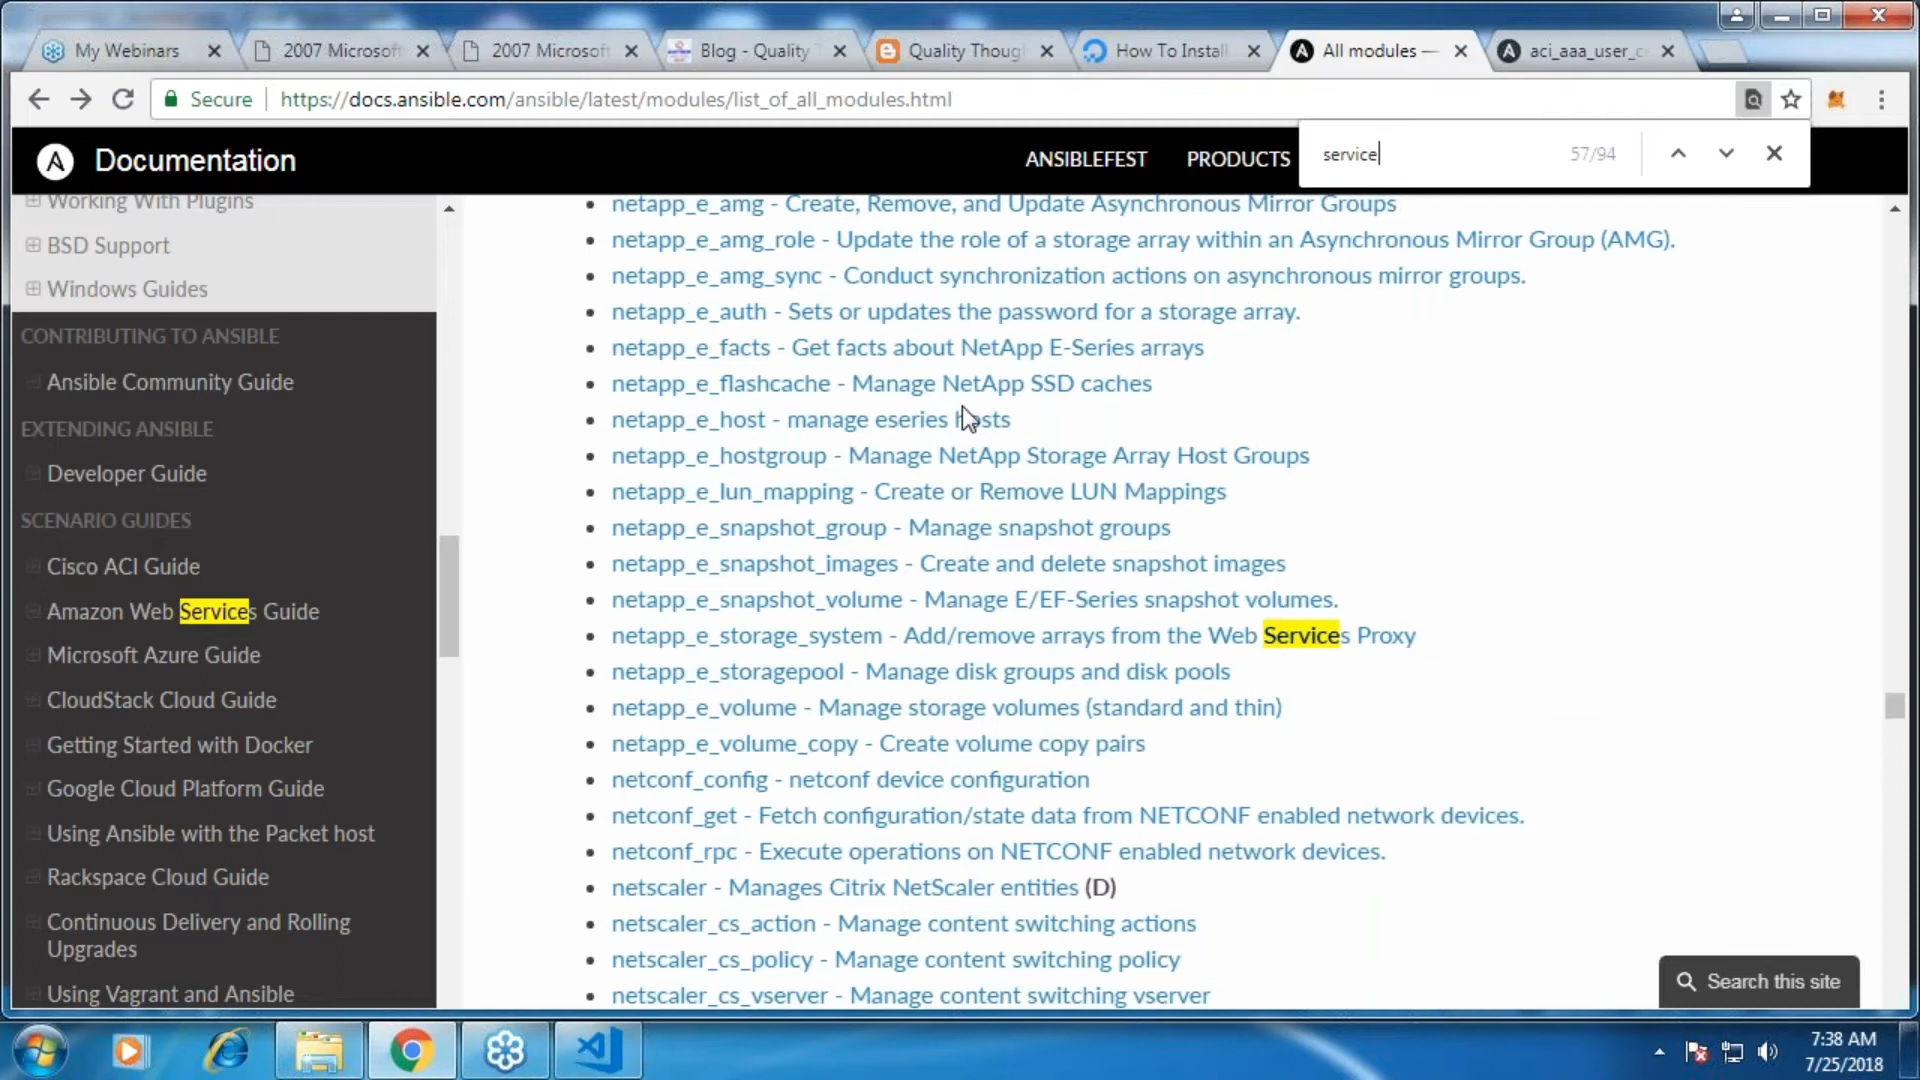 My Webinars
2007 Microsoft
2007 Microsoft
Blog - Quality T
Quality Thoug
How To Install
All modules —
aci_aaa_user_c
Secure
https://docs.ansible.com/ansible/latest/modules/list_of_all_modules.html
Documentation
ANSIBLEFEST
PRODUCTS
service
57/94
Working With Plugins
BSD Support
Windows Guides
CONTRIBUTING TO ANSIBLE
Ansible Community Guide
EXTENDING ANSIBLE
Developer Guide
SCENARIO GUIDES
Cisco ACI Guide
Amazon Web Services Guide
Microsoft Azure Guide
CloudStack Cloud Guide
Getting Started with Docker
Google Cloud Platform Guide
Using Ansible with the Packet host
Rackspace Cloud Guide
Continuous Delivery and Rolling
Upgrades
Using Vagrant and Ansible
netapp_e_amg - Create, Remove, and Update Asynchronous Mirror Groups
netapp_e_amg_role - Update the role of a storage array within an Asynchronous Mirror Group (AMG).
netapp_e_amg_sync - Conduct synchronization actions on asynchronous mirror groups.
netapp_e_auth - Sets or updates the password for a storage array.
netapp_e_facts - Get facts about NetApp E-Series arrays
netapp_e_flashcache - Manage NetApp SSD caches
netapp_e_host - manage eseries hosts
netapp_e_hostgroup - Manage NetApp Storage Array Host Groups
netapp_e_lun_mapping - Create or Remove LUN Mappings
netapp_e_snapshot_group - Manage snapshot groups
netapp_e_snapshot_images - Create and delete snapshot images
netapp_e_snapshot_volume - Manage E/EF-Series snapshot volumes.
netapp_e_storage_system - Add/remove arrays from the Web Services Proxy
netapp_e_storagepool - Manage disk groups and disk pools
netapp_e_volume - Manage storage volumes (standard and thin)
netapp_e_volume_copy - Create volume copy pairs
netconf_config - netconf device configuration
netconf_get - Fetch configuration/state data from NETCONF enabled network devices.
netconf_rpc - Execute operations on NETCONF enabled network devices.
netscaler - Manages Citrix NetScaler entities (D)
netscaler_cs_action - Manage content switching actions
netscaler_cs_policy - Manage content switching policy
netscaler_cs_vserver - Manage content switching vserver
Search this site
7:38 AM
7/25/2018